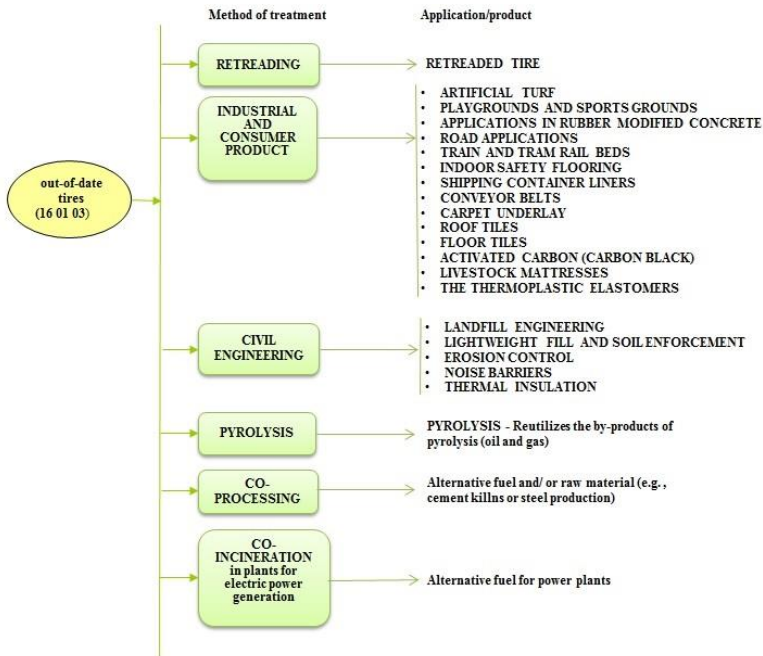 Method of treatment
Application/product
out-of-date
tires
(16 01 03)
RETREADING
RETREADED TIRE
INDUSTRIAL
AND
CONSUMER
PRODUCT
• ARTIFICIAL TURF
• PLAYGROUNDS AND SPORTS GROUNDS
• APPLICATIONS IN RUBBER MODIFIED CONCRETE
• ROAD APPLICATIONS
• TRAIN AND TRAM RAIL BEDS
• INDOOR SAFETY FLOORING
• SHIPPING CONTAINER LINERS
• CONVEYOR BELTS
• CARPET UNDERLAY
• ROOF TILES
• FLOOR TILES
• ACTIVATED CARBON (CARBON BLACK)
• LIVESTOCK MATTRESSES
• THE THERMOPLASTIC ELASTOMERS
CIVIL
ENGINEERING
• LANDFILL ENGINEERING
• LIGHTWEIGHT FILL AND SOIL ENFORCEMENT
• EROSION CONTROL
• NOISE BARRIERS
• THERMAL INSULATION
PYROLYSIS
PYROLYSIS - Reutilizes the by-products of
pyrolysis (oil and gas)
CO-
PROCESSING
Alternative fuel and/ or raw material (e.g. ,
cement killns or steel production)
CO-
INCINERATION
in plants for
electric power
generation
Alternative fuel for power plants